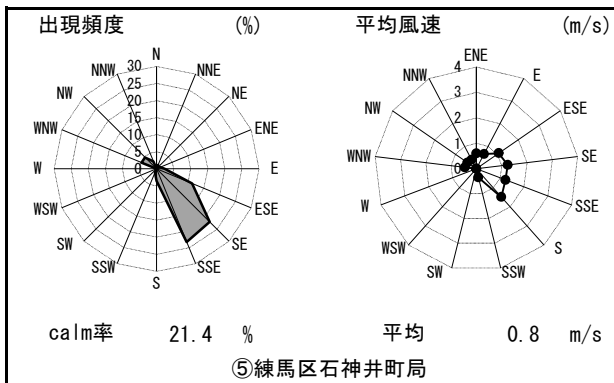 出現頻度 (%)
N
NNE
NE
ENE
E
ESE
SE
SSE
S
SSW
SW
WSW
W
WNW
NW
NNW
30
25
20
15
10
5
0
calm率 21.4 %
平均風速 (m/s)
ENE
E
ESE
SE
SSE
S
SSW
SW
WSW
W
WNW
NW
NNW
4
3
2
1
0
平均 0.8 m/s
⑤練馬区石神井町局